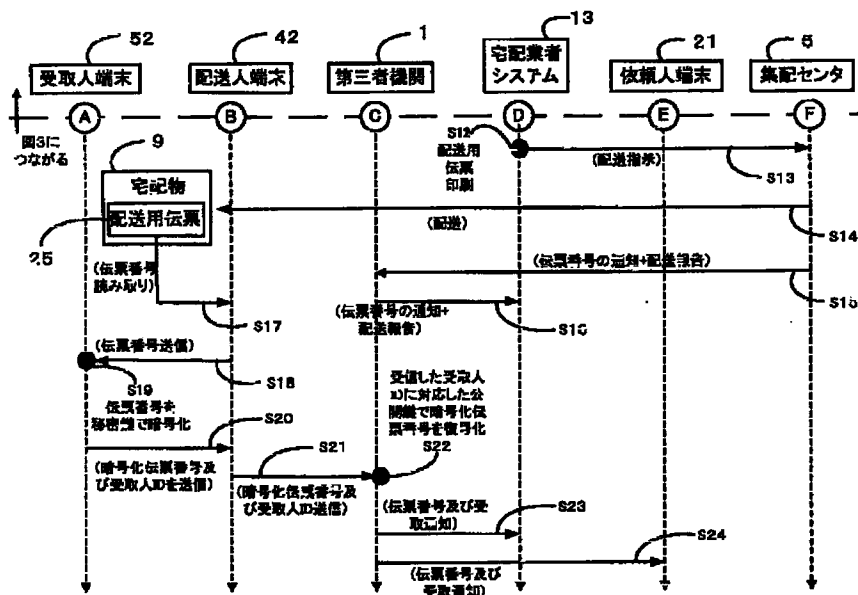 52
42
1
13
21
6
受取人端末
配送人端末
第三者機関
宅配業者
システム
依頼人端末
集配センタ
A
B
C
D
E
F
図3に
つながる
9
宅配物
配送用伝票
25
S12
配送用
伝票
印刷
(配送指示)
S13
(配送)
S14
(伝票番号の通知+配送報告)
S15
(伝票番号
読み取り)
S17
(伝票番号の通知+
配送報告)
S16
(伝票番号送信)
S18
S19
伝票番号を
秘密鍵で暗号化
S20
受信した受取人
IDに対応した公
開鍵で暗号化伝
票番号を復号化
S22
S21
(暗号化伝票番号及
び受取人IDを送信)
(暗号化伝票番号及
び受取人ID送信)
(伝票番号及び受
取通知)
S23
S24
(伝票番号及び
受取通知)